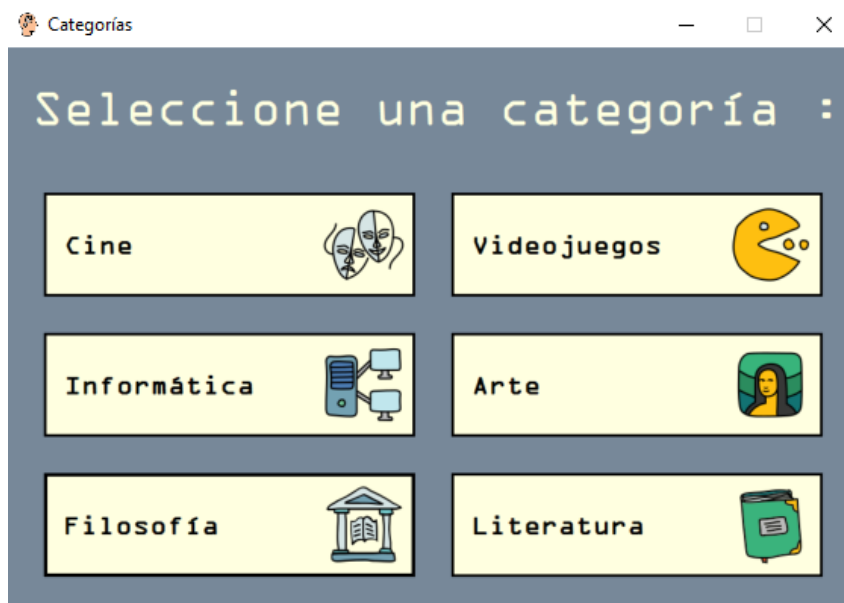 Categorías
Seleccione una categoría :
Cine
Videojuegos
Informática
Arte
Filosofía
Literatura